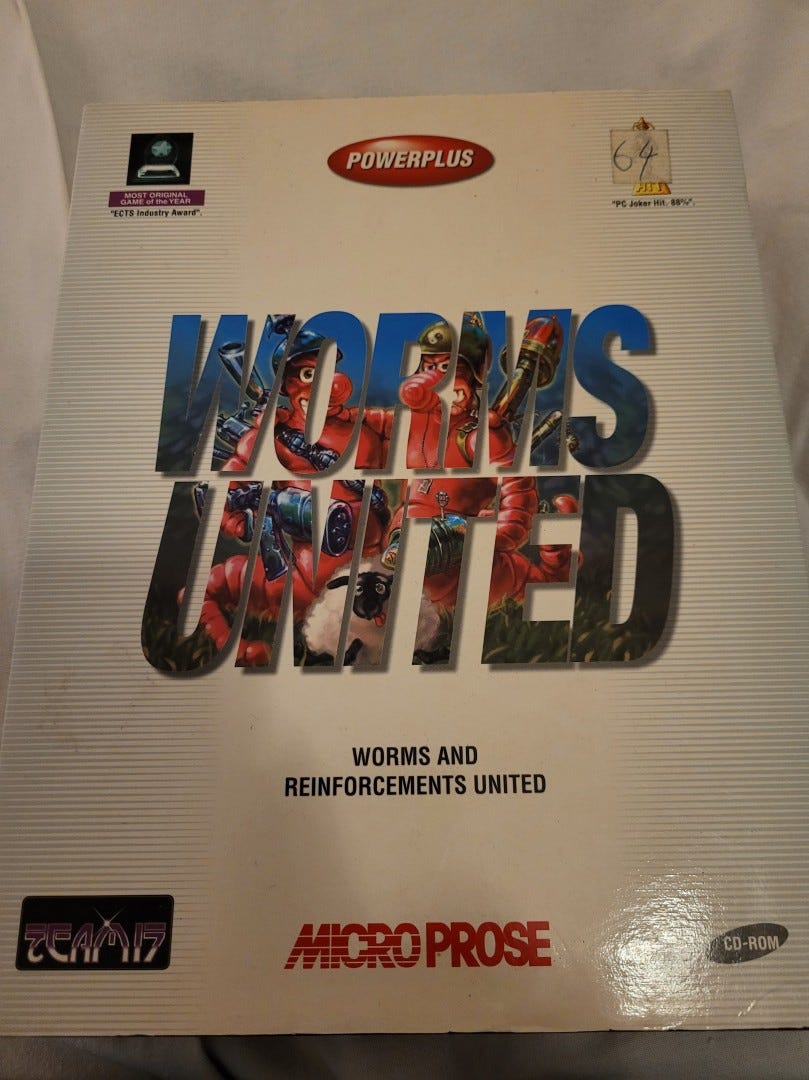 MOST ORIGINAL
GAME of the YEAR
"ECTS Industry Award".
POWERPLUS
64
HIT
"PC Joker Hit. 88%".
WORMS
UNITED
WORMS AND
REINFORCEMENTS UNITED
TEAM17
MICROPROSE
CD-ROM